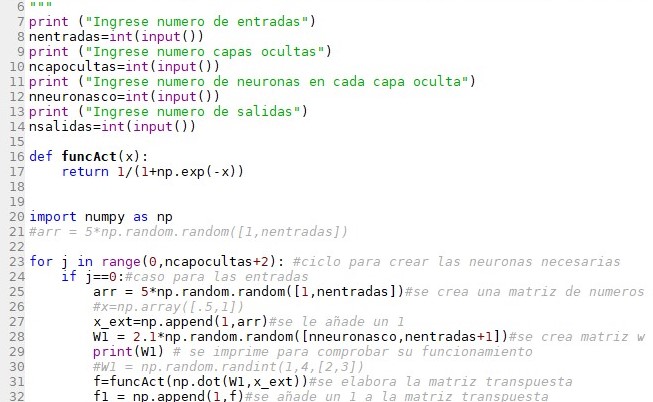 6 """
7 print ("Ingrese numero de entradas")
8 nentradas=int(input())
9 print ("Ingrese numero capas ocultas")
10 ncapocultas=int(input())
11 print ("Ingrese numero de neuronas en cada capa oculta")
12 nneuronasco=int(input())
13 print ("Ingrese numero de salidas")
14 nsalidas=int(input())
15
16 def funcAct(x):
17     return 1/(1+np.exp(-x))
18
19
20 import numpy as np
21 #arr = 5*np.random.random([1,nentradas])
22
23 for j in range(0,ncapocultas+2): #ciclo para crear las neuronas necesarias
24     if j==0:#caso para las entradas
25         arr = 5*np.random.random([1,nentradas])#se crea una matriz de numeros
26         #x=np.array([.5,1])
27         x_ext=np.append(1,arr)#se le añade un 1
28         W1 = 2.1*np.random.random([nneuronasco,nentradas+1])#se crea matriz w
29         print(W1) # se imprime para comprobar su funcionamiento
30         #W1 = np.random.randint(1,4,[2,3])
31         f=funcAct(np.dot(W1,x_ext))#se elabora la matriz transpuesta
32         f1 = np.append(1,f)#se añade un 1 a la matriz transpuesta